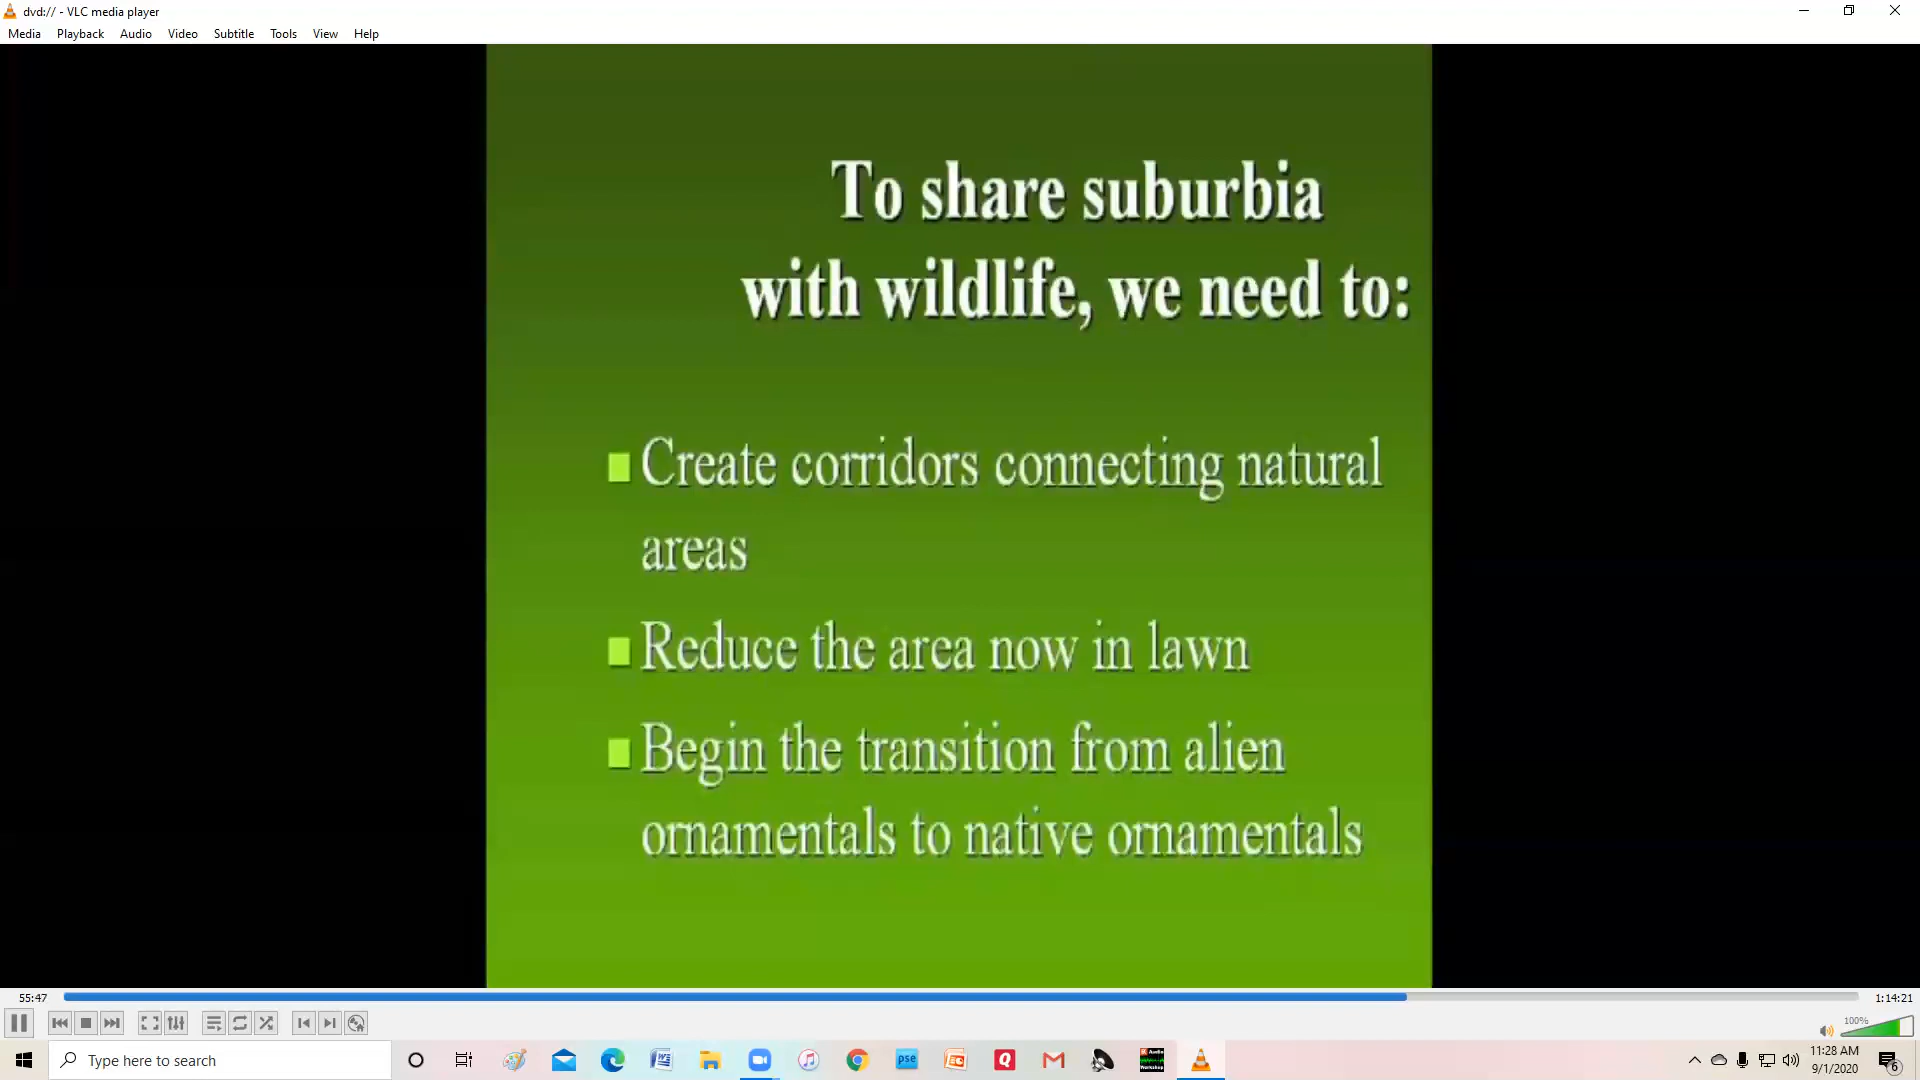 dvd:// - VLC media player
Media Playback Audio Video Subtitle Tools View Help
To share suburbia
with wildlife, we need to:
Create corridors connecting natural
areas
Reduce the area now in lawn
Begin the transition from alien
ornamentals to native ornamentals
55:47 1:14:21
100%
Type here to search
pse
Q
11:28 AM
9/1/2020
6